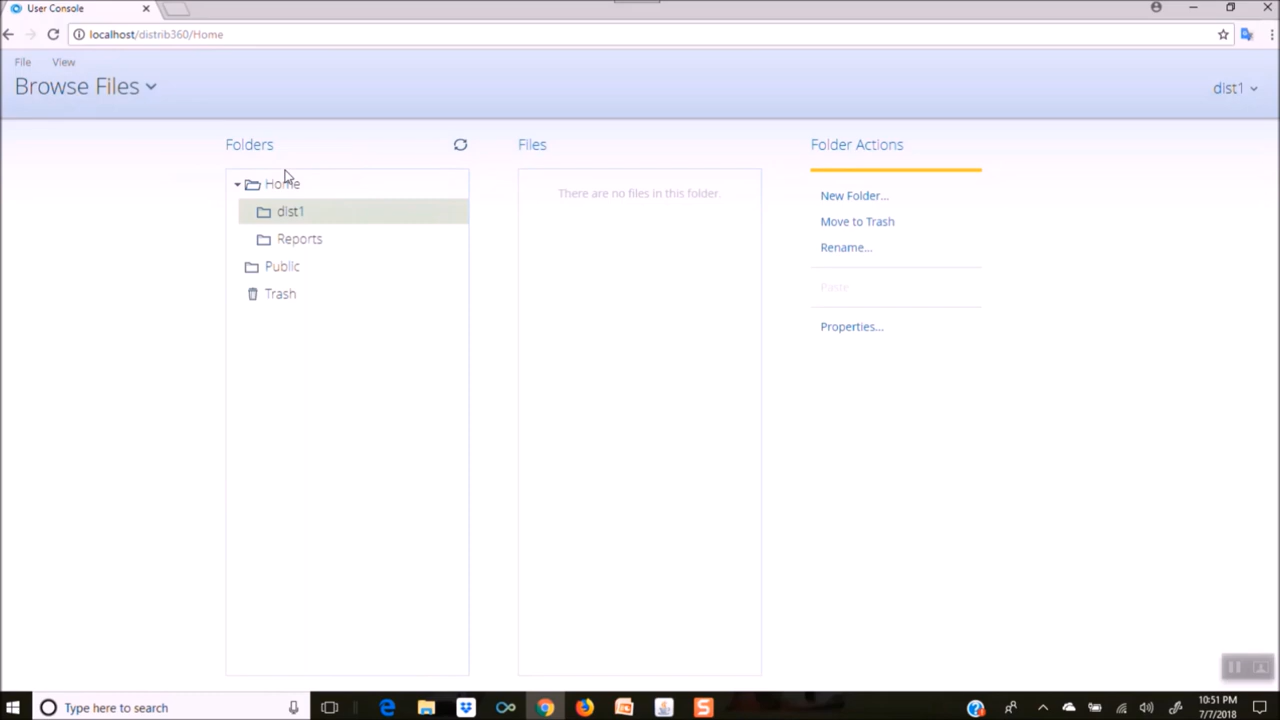 User Console
localhost/distrib360/Home
File View
Browse Files
dist1
Folders
Home
dist1
Reports
Public
Trash
Files
There are no files in this folder.
Folder Actions
New Folder...
Move to Trash
Rename...
Paste
Properties...
Type here to search
10:51 PM
7/7/2018